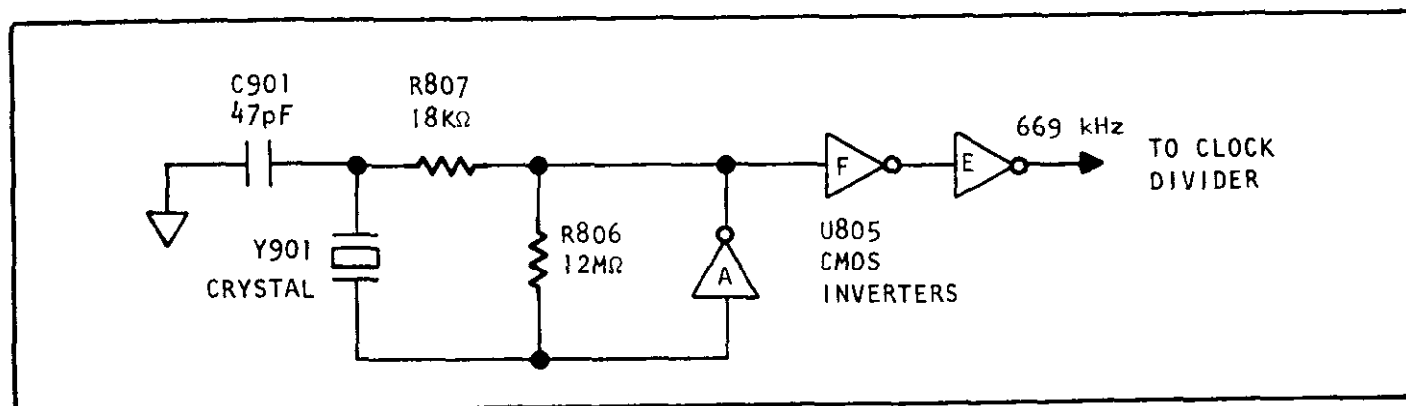 C901
47pF
R807
18KΩ
Y901
CRYSTAL
R806
12MΩ
A
F
E
U805
CMOS
INVERTERS
669 kHz
TO CLOCK
DIVIDER